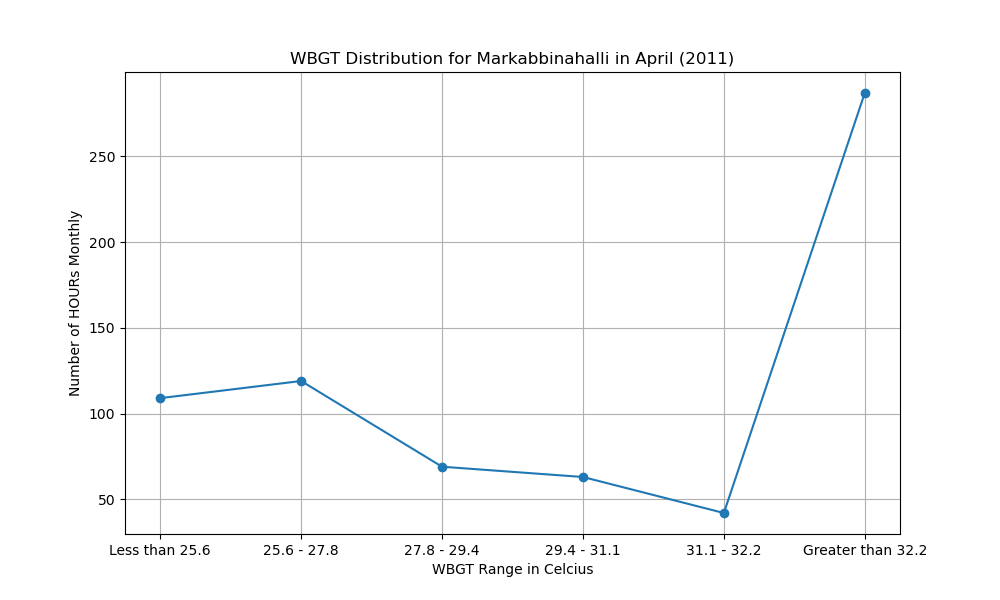 WBGT Distribution for Markabbinahalli in April (2011)
Number of HOURs Monthly
250
200
150
100
50
Less than 25.6
25.6 - 27.8
27.8 - 29.4
29.4 - 31.1
31.1 - 32.2
Greater than 32.2
WBGT Range in Celcius